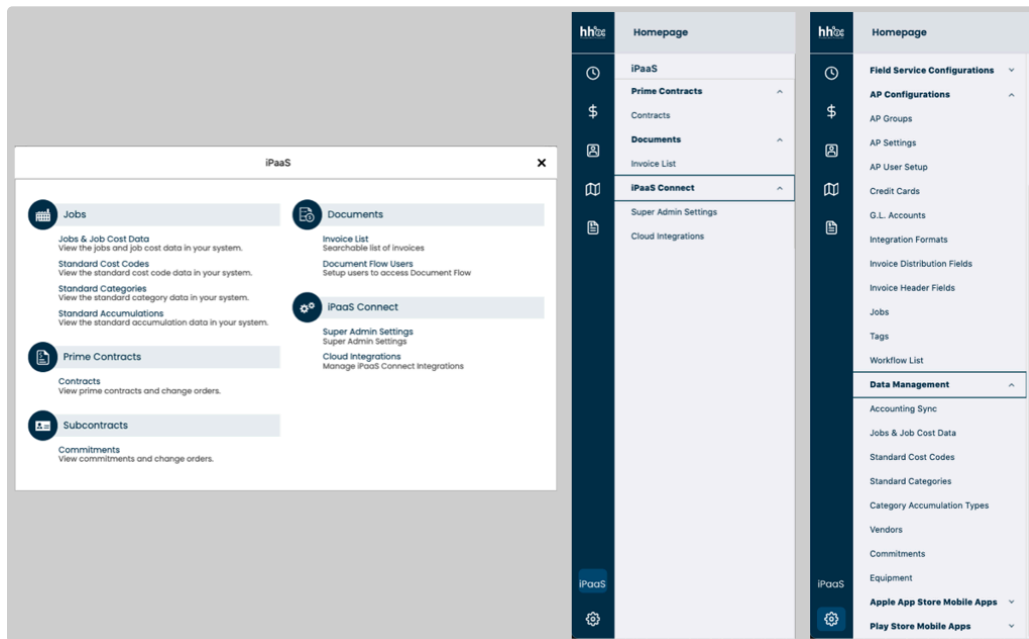 iPaaS
Jobs
Jobs & Job Cost Data
View the jobs and job cost data in your system.
Standard Cost Codes
View the standard cost code data in your system.
Standard Categories
View the standard category data in your system.
Standard Accumulations
View the standard accumulation data in your system.
Prime Contracts
Contracts
View prime contracts and change orders.
Subcontracts
Commitments
View commitments and change orders.
Documents
Invoice List
Searchable list of invoices
Document Flow Users
Setup users to access Document Flow
iPaaS Connect
Super Admin Settings
Super Admin Settings
Cloud Integrations
Manage iPaaS Connect Integrations
hh
Homepage
iPaaS
Prime Contracts
Contracts
Documents
Invoice List
iPaaS Connect
Super Admin Settings
Cloud Integrations
iPaaS
hh
Homepage
Field Service Configurations
AP Configurations
AP Groups
AP Settings
AP User Setup
Credit Cards
G.L. Accounts
Integration Formats
Invoice Distribution Fields
Invoice Header Fields
Jobs
Tags
Workflow List
Data Management
Accounting Sync
Jobs & Job Cost Data
Standard Cost Codes
Standard Categories
Category Accumulation Types
Vendors
Commitments
Equipment
Apple App Store Mobile Apps
Play Store Mobile Apps
iPaaS